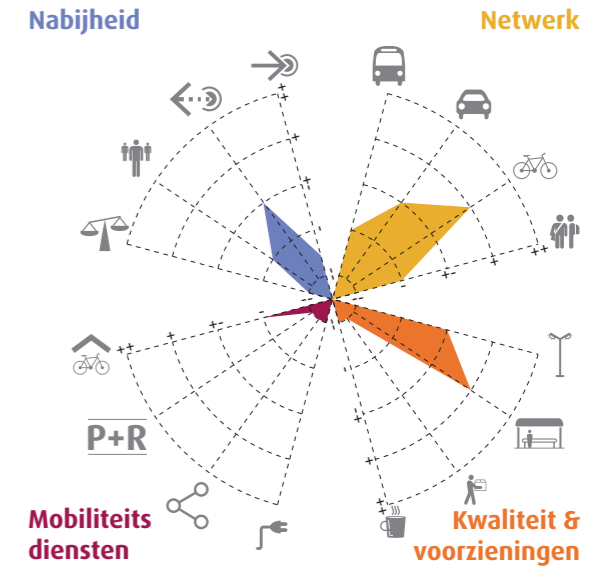 Nabijheid
Netwerk
P+R
Mobiliteits
diensten
Kwaliteit &
voorzieningen